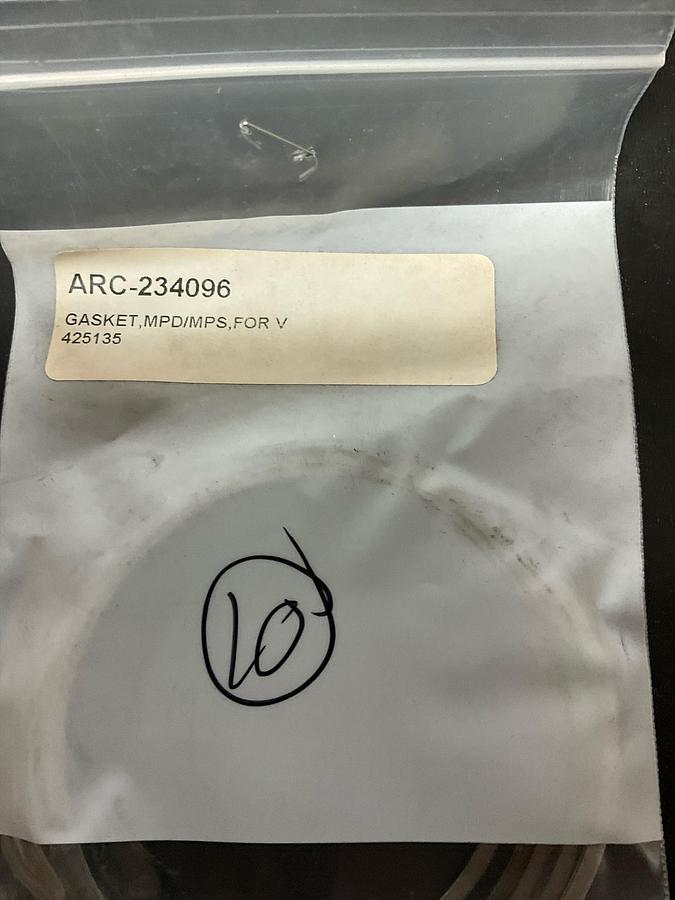 ARC-234096
GASKET,MPD/MPS,FOR V
425135
10